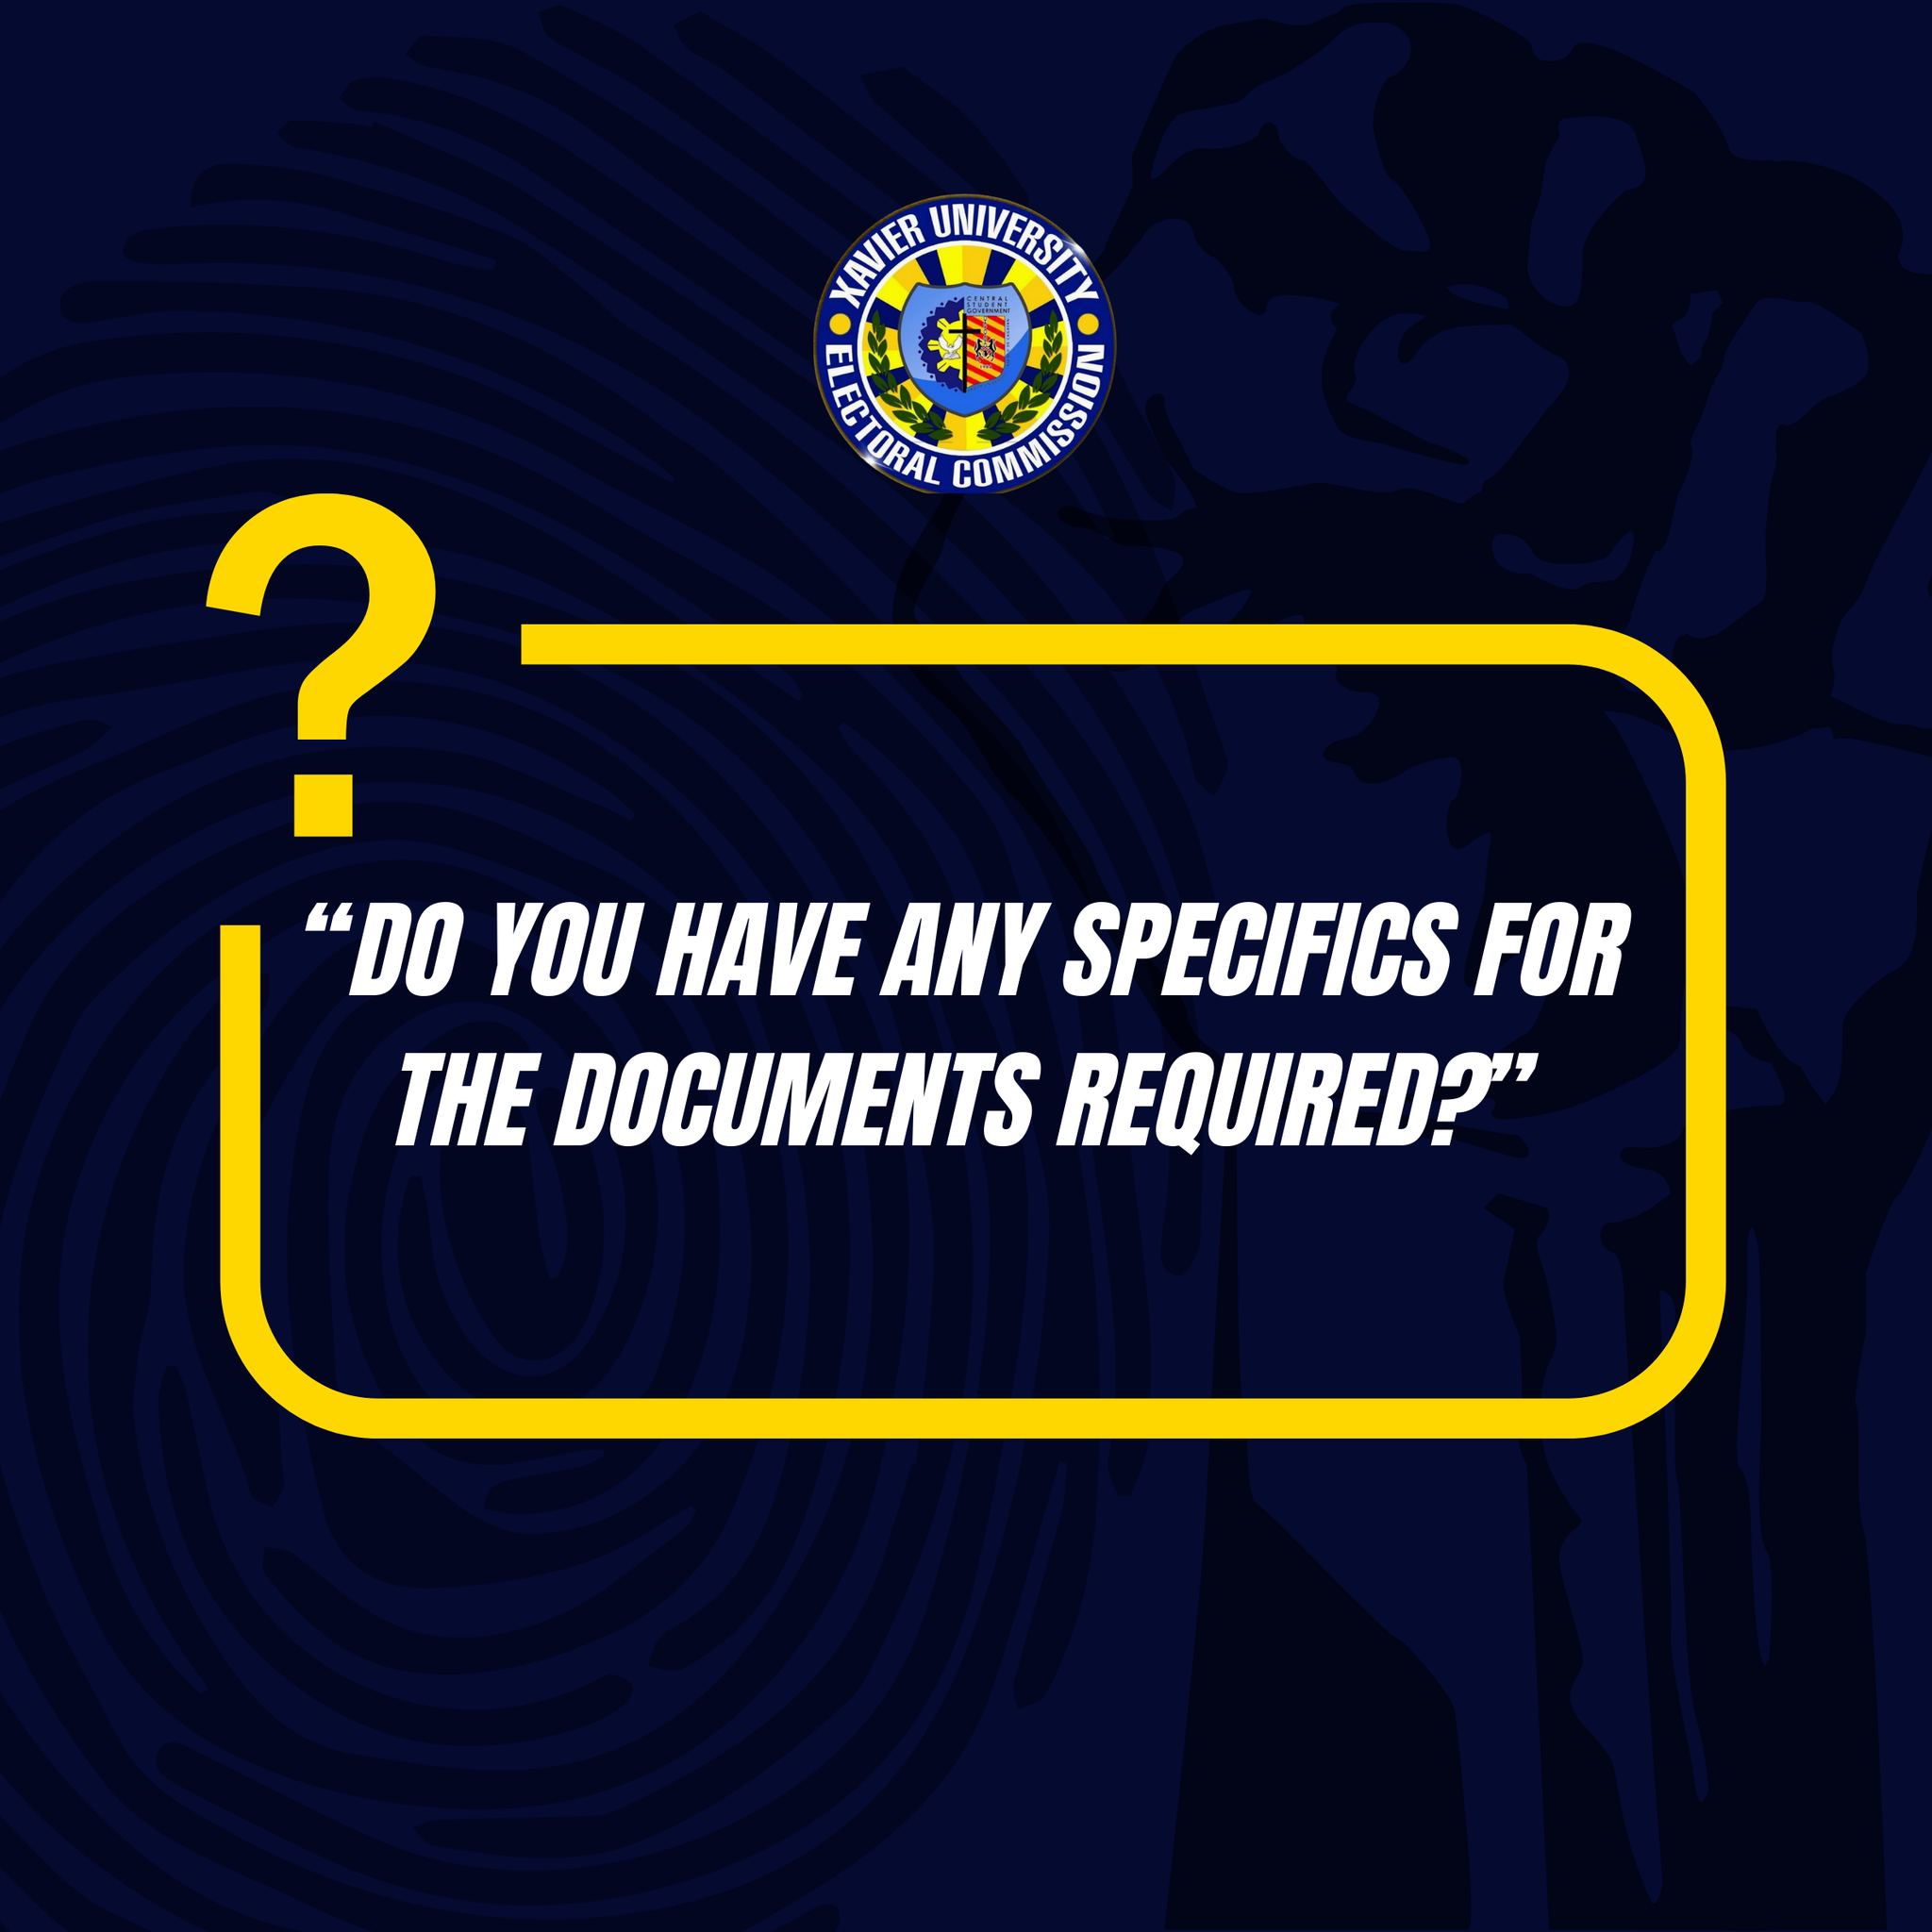 XAVIER UNIVERSITY
CENTRAL
STUDENT
GOVERNMENT
ELECTORAL COMMISSION
?
“DO YOU HAVE ANY SPECIFICS FOR
THE DOCUMENTS REQUIRED?”